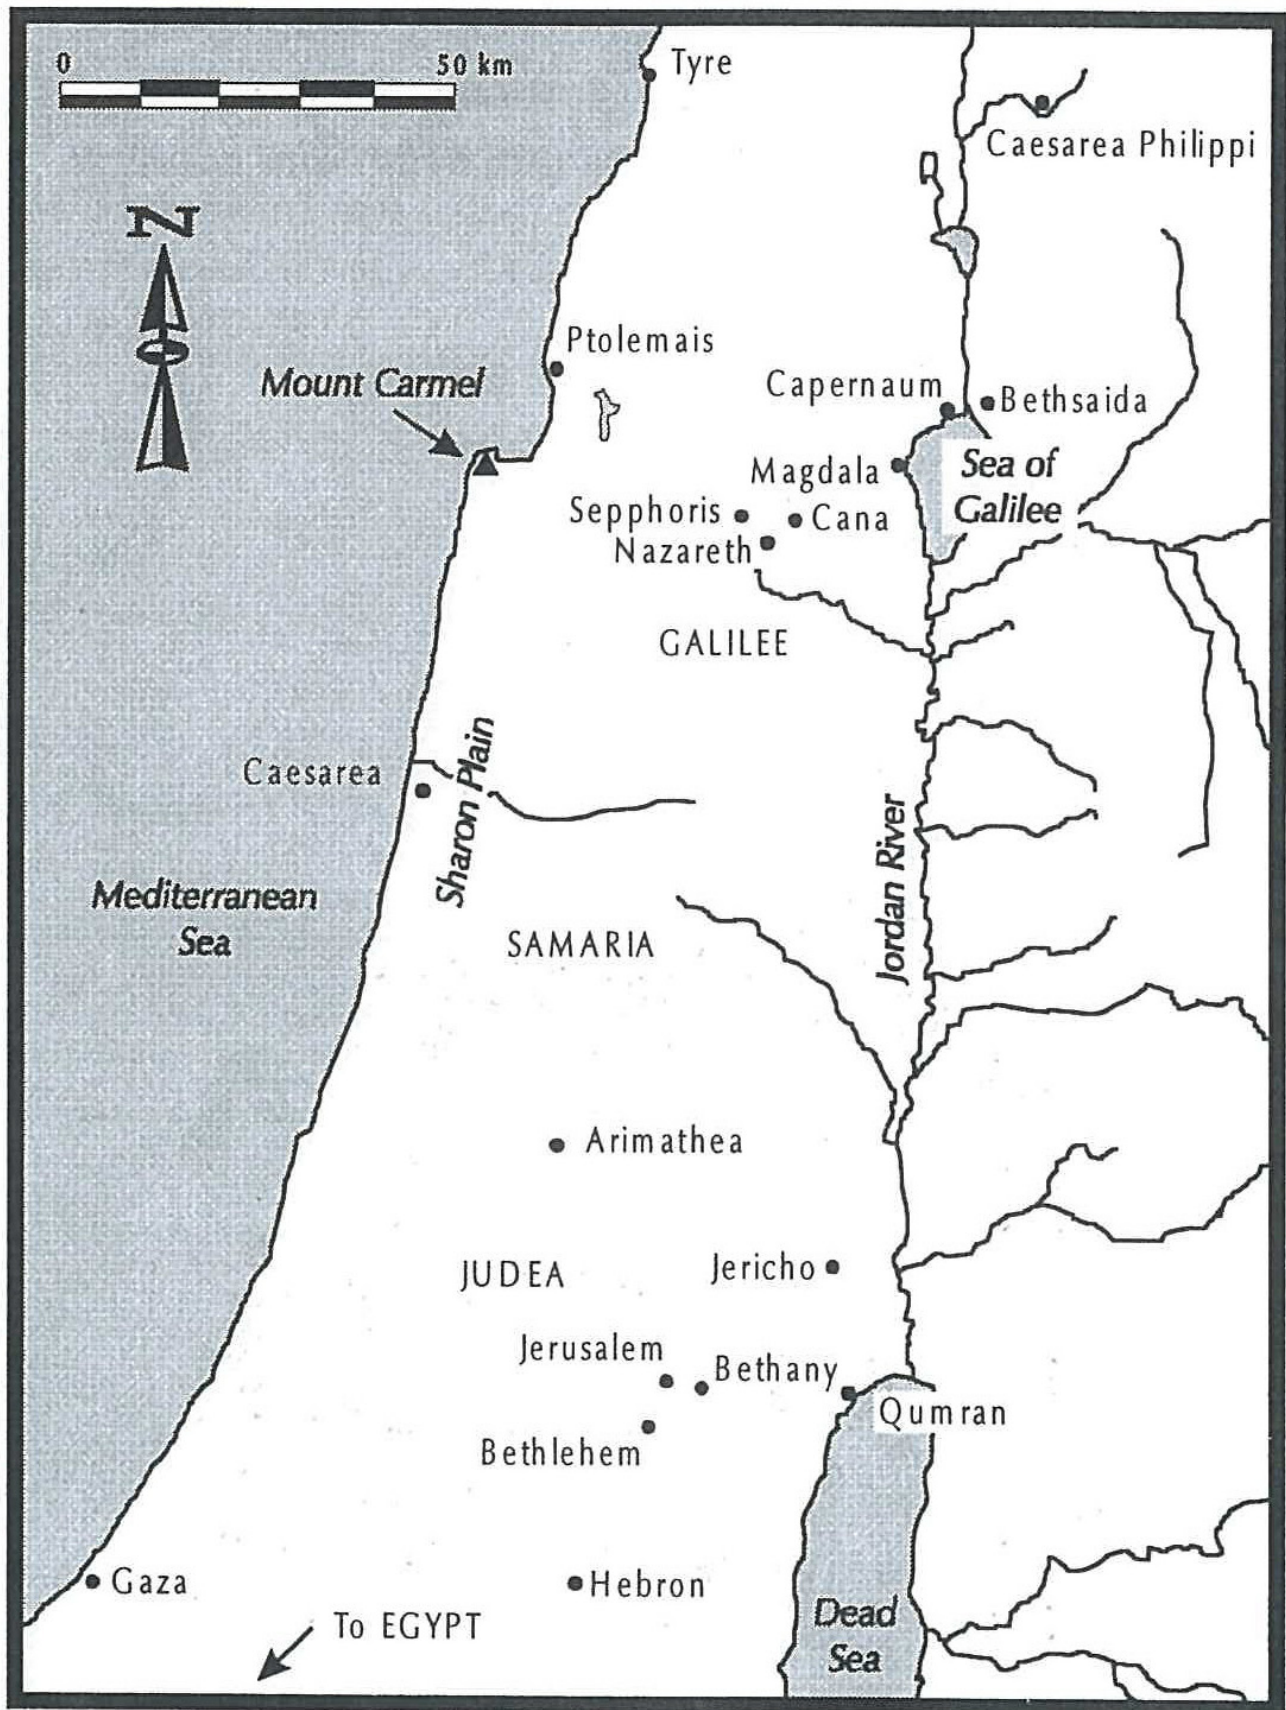 0 50 km
Tyre
Caesarea Philippi
N
Ptolemais
Mount Carmel
Capernaum
Bethsaida
Magdala
Sea of
Galilee
Sepphoris
Cana
Nazareth
GALILEE
Sharon Plain
Caesarea
Jordan River
Mediterranean
Sea
SAMARIA
Arimathea
JUDEA
Jericho
Jerusalem
Bethany
Qumran
Bethlehem
Gaza
Hebron
To EGYPT
Dead
Sea